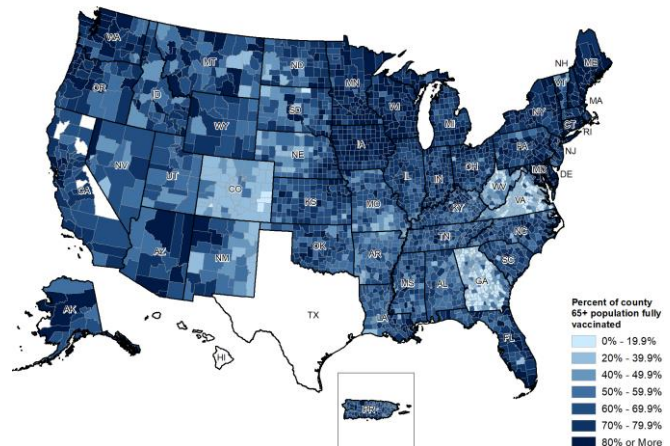 WA
MT
ND
MN
ME
NH
VT
OR
ID
SD
WI
NY
MA
WY
MI
CT
RI
IA
PA
NJ
NV
NE
OH
MD
DE
UT
CO
IL
IN
WV
CA
KS
MO
KY
VA
AZ
NM
OK
AR
TN
NC
SC
MS
AL
GA
TX
LA
FL
AK
HI
PR
Percent of county
65+ population fully
vaccinated
0% - 19.9%
20% - 39.9%
40% - 49.9%
50% - 59.9%
60% - 69.9%
70% - 79.9%
80% or More